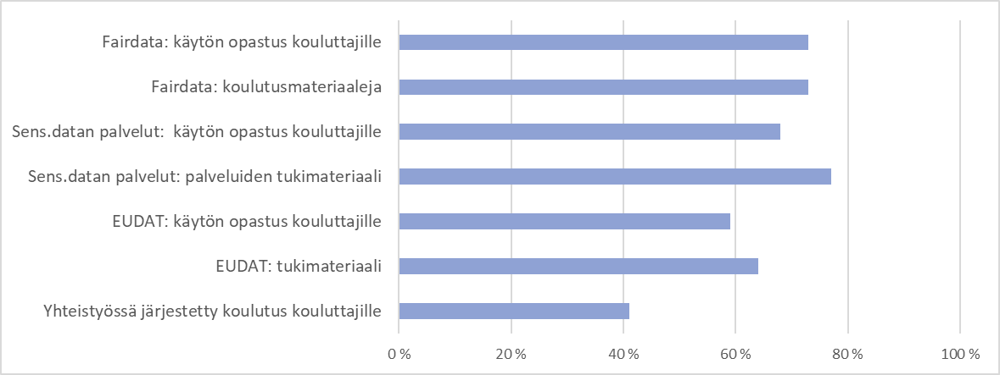 Fairdata: käytön opastus kouluttajille
Fairdata: koulutusmateriaaleja
Sens.datan palvelut:  käytön opastus kouluttajille
Sens.datan palvelut: palveluiden tukimateriaali
EUDAT: käytön opastus kouluttajille
EUDAT: tukimateriaali
Yhteistyössä järjestetty koulutus kouluttajille
0 % 20 % 40 % 60 % 80 % 100 %